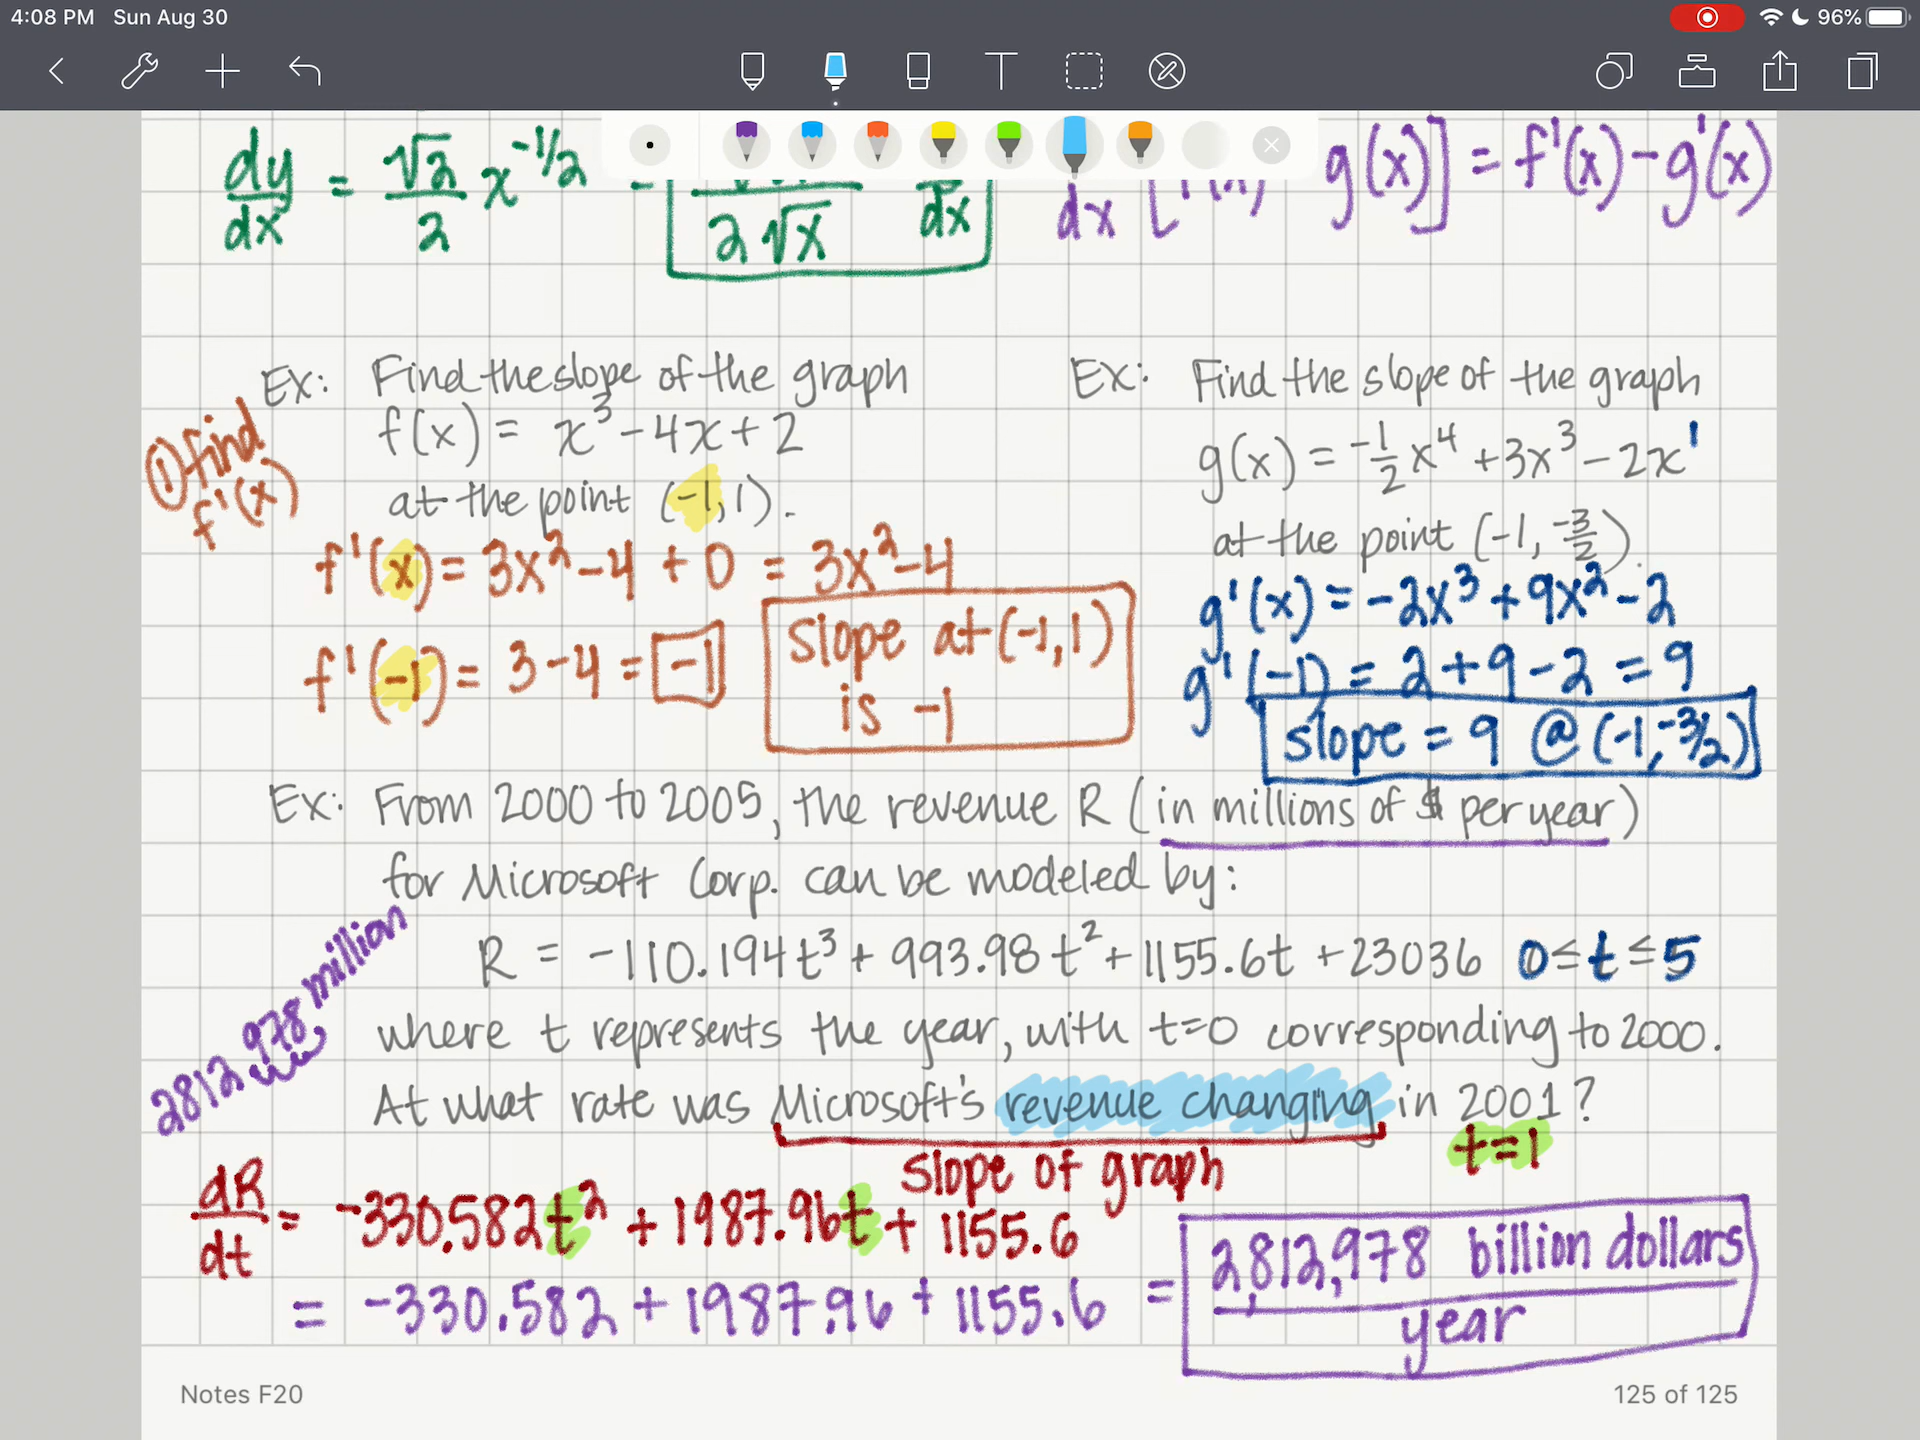 4:08 PM Sun Aug 30 96%
dy/dx = √2/2 x^-1/2 =
2√x dx
dx g(x)] = f'(x) - g'(x)
Ex: Find the slope of the graph
f(x) = x³ - 4x + 2
at the point (-1, 1).
① find
f'(x)
f'(x) = 3x² - 4 + 0 = 3x² - 4
f'(-1) = 3 - 4 = -1
slope at (-1, 1)
is -1
Ex: Find the slope of the graph
g(x) = -1/2 x⁴ + 3x³ - 2x¹
at the point (-1, -3/2).
g'(x) = -2x³ + 9x² - 2
g'(-1) = 2 + 9 - 2 = 9
slope = 9 @ (-1, -3/2)
Ex: From 2000 to 2005, the revenue R (in millions of $ per year)
for Microsoft Corp. can be modeled by:
R = -110.194t³ + 993.98t² + 1155.6t + 23036 0 ≤ t ≤ 5
where t represents the year, with t=0 corresponding to 2000.
At what rate was Microsoft's revenue changing in 2001?
2812.978 million
t=1
slope of graph
dR/dt = -330.582t² + 1987.96t + 1155.6
= -330.582 + 1987.96 + 1155.6 = 2,812,978 billion dollars
year
Notes F20
125 of 125